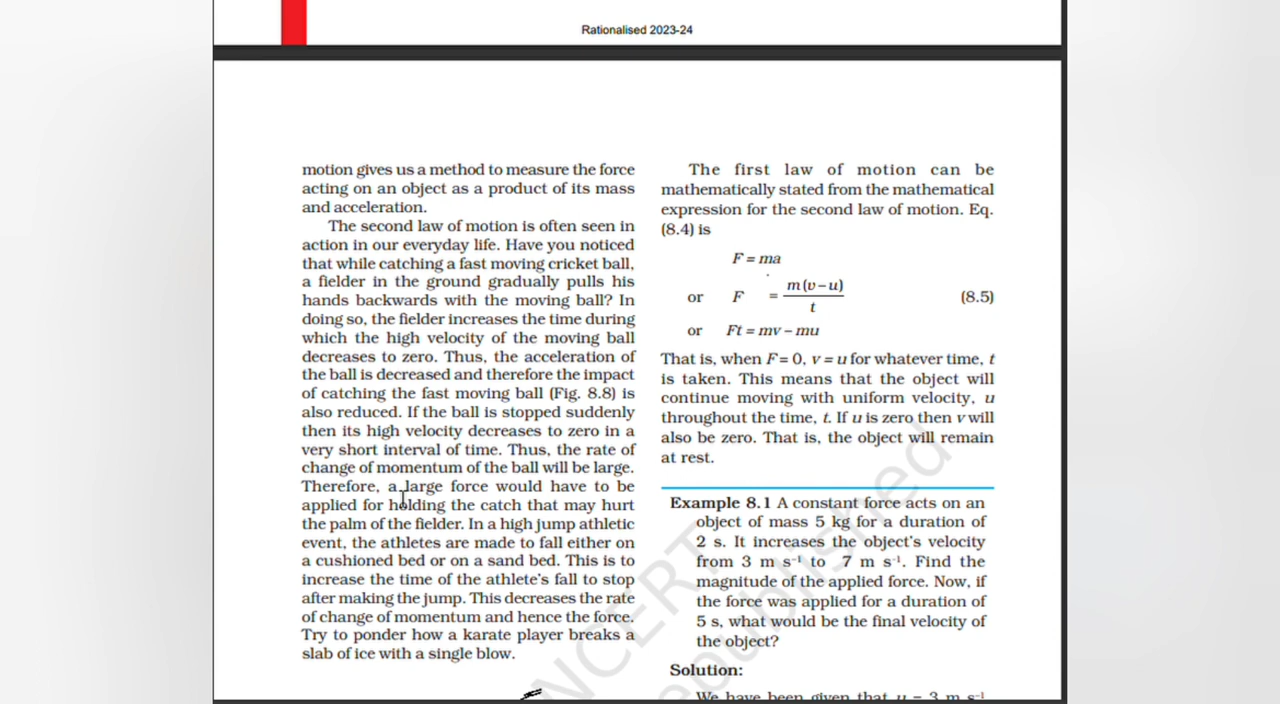 Rationalised 2023-24
motion gives us a method to measure the force
acting on an object as a product of its mass
and acceleration.
The second law of motion is often seen in
action in our everyday life. Have you noticed
that while catching a fast moving cricket ball,
a fielder in the ground gradually pulls his
hands backwards with the moving ball? In
doing so, the fielder increases the time during
which the high velocity of the moving ball
decreases to zero. Thus, the acceleration of
the ball is decreased and therefore the impact
of catching the fast moving ball (Fig. 8.8) is
also reduced. If the ball is stopped suddenly
then its high velocity decreases to zero in a
very short interval of time. Thus, the rate of
change of momentum of the ball will be large.
Therefore, a large force would have to be
applied for holding the catch that may hurt
the palm of the fielder. In a high jump athletic
event, the athletes are made to fall either on
a cushioned bed or on a sand bed. This is to
increase the time of the athlete's fall to stop
after making the jump. This decreases the rate
of change of momentum and hence the force.
Try to ponder how a karate player breaks a
slab of ice with a single blow.
The first law of motion can be
mathematically stated from the mathematical
expression for the second law of motion. Eq.
(8.4) is
F = ma
or F = m(v – u) / t (8.5)
or Ft = mv – mu
That is, when F = 0, v = u for whatever time, t
is taken. This means that the object will
continue moving with uniform velocity, u
throughout the time, t. If u is zero then v will
also be zero. That is, the object will remain
at rest.
Example 8.1 A constant force acts on an
object of mass 5 kg for a duration of
2 s. It increases the object's velocity
from 3 m s⁻¹ to 7 m s⁻¹. Find the
magnitude of the applied force. Now, if
the force was applied for a duration of
5 s, what would be the final velocity of
the object?
Solution:
We have been given that u = 3 m s⁻¹
NCERT
republished